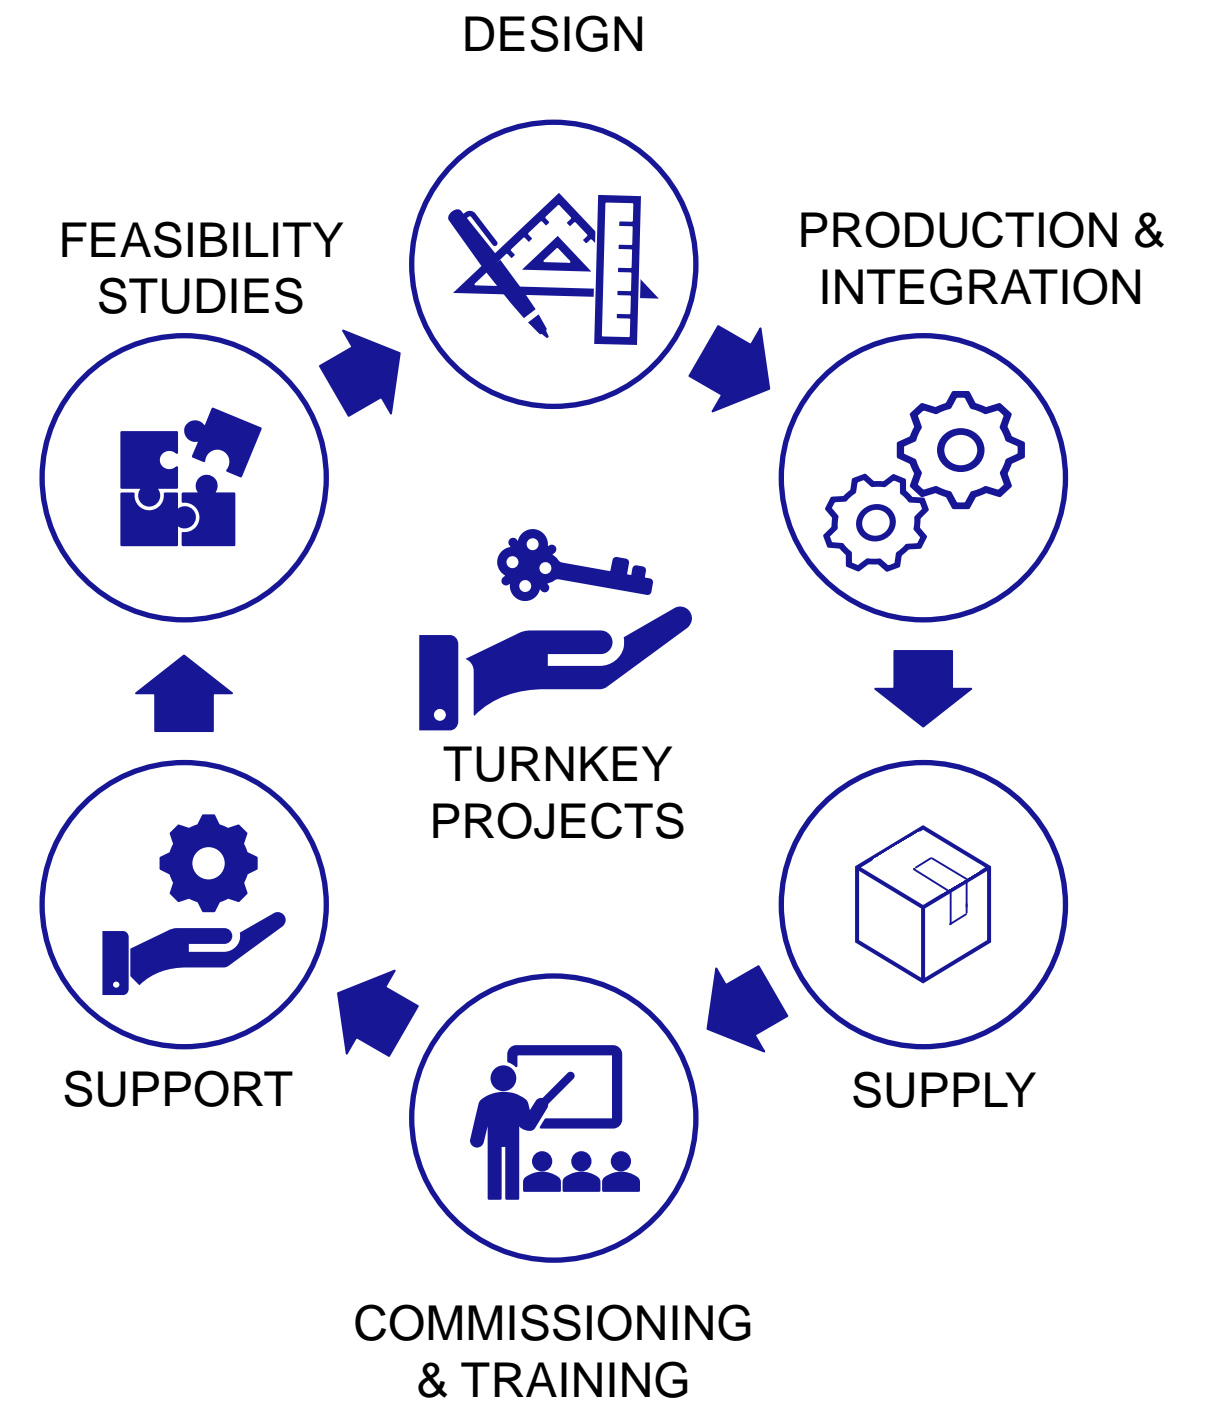 DESIGN
FEASIBILITY
STUDIES
PRODUCTION &
INTEGRATION
TURNKEY
PROJECTS
SUPPORT
SUPPLY
COMMISSIONING
& TRAINING